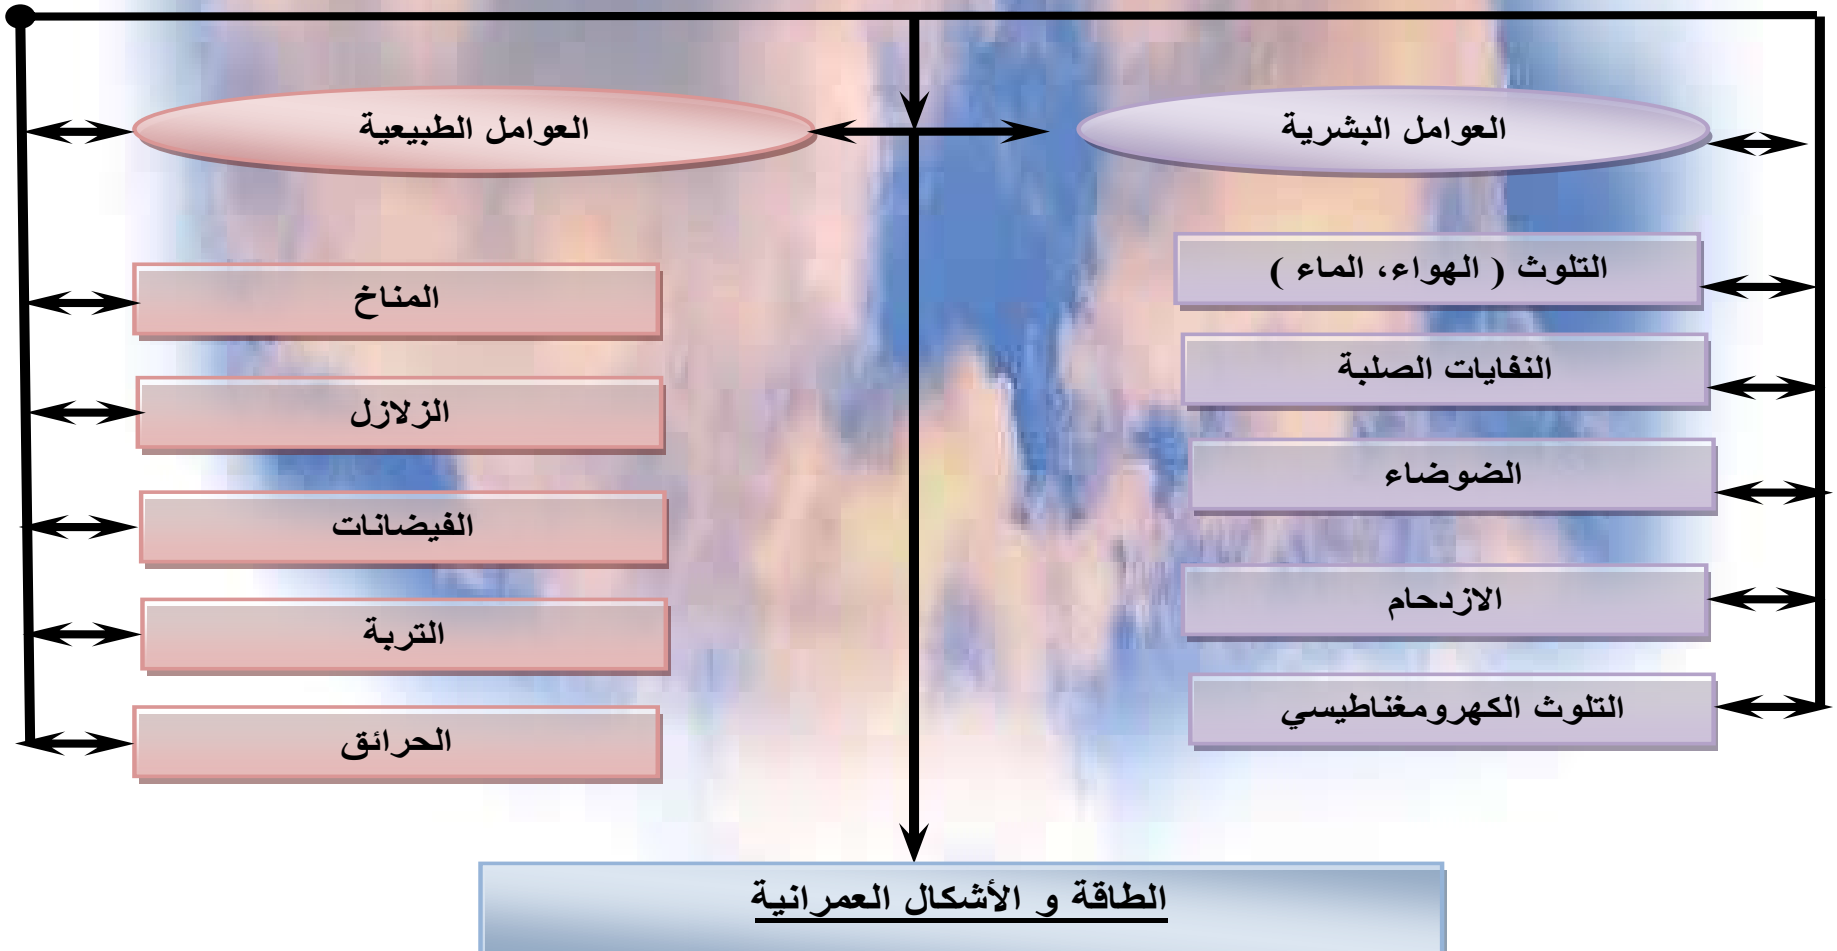 العوامل البشرية
التلوث ( الهواء، الماء )
النفايات الصلبة
الضوضاء
الازدحام
التلوث الكهرومغناطيسي
العوامل الطبيعية
المناخ
الزلازل
الفيضانات
التربة
الحرائق
الطاقة و الأشكال العمرانية